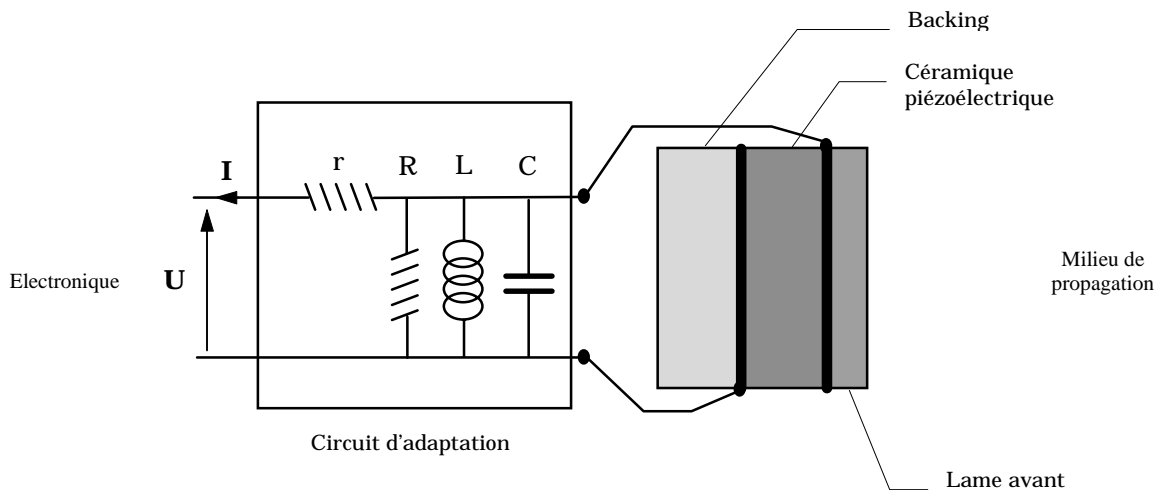 Backing
Céramique
piézoélectrique
I
r
R
L
C
Electronique
U
Milieu de
propagation
Circuit d'adaptation
Lame avant